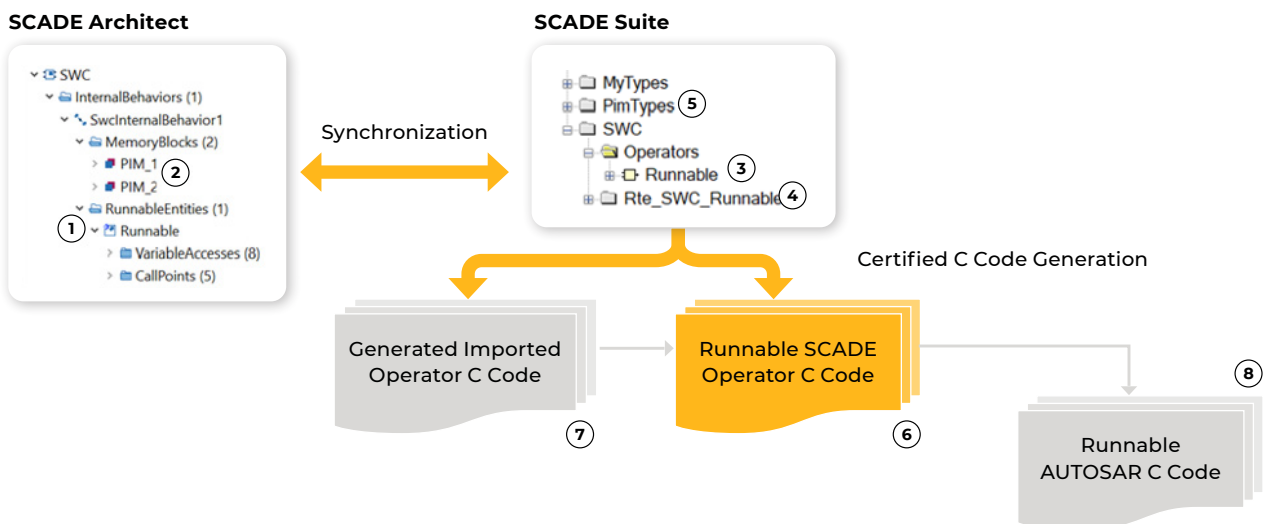 SCADE Architect
SWC
InternalBehaviors (1)
SwcInternalBehavior1
MemoryBlocks (2)
PIM_1
2
PIM_2
RunnableEntities (1)
1
Runnable
VariableAccesses (8)
CallPoints (5)
Synchronization
SCADE Suite
MyTypes
PimTypes
5
SWC
Operators
Runnable
3
Rte_SWC_Runnable
4
Certified C Code Generation
Generated Imported
Operator C Code
7
Runnable SCADE
Operator C Code
6
8
Runnable
AUTOSAR C Code